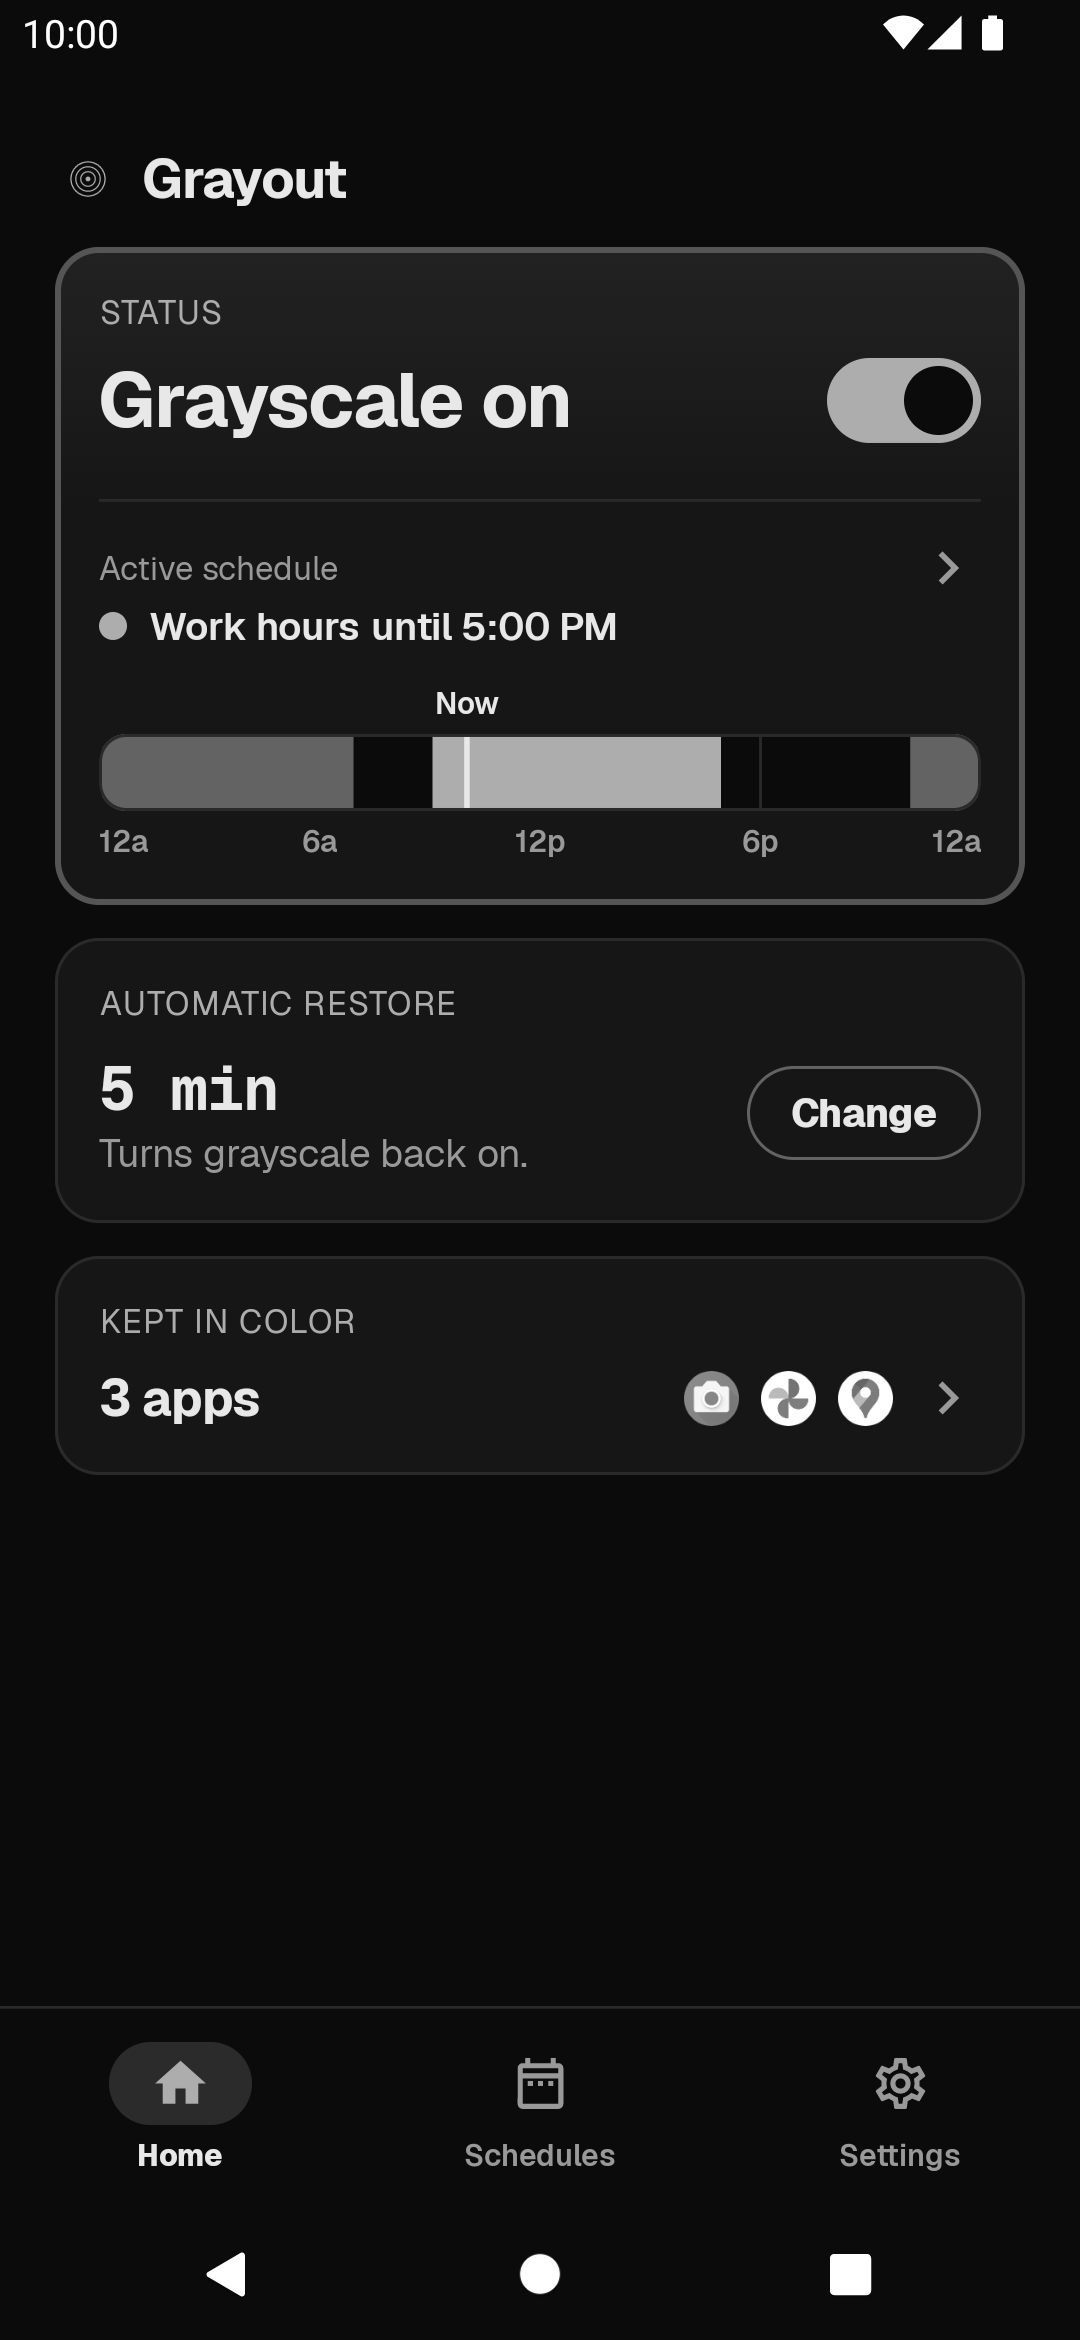 10:00
Grayout
STATUS
Grayscale on
Active schedule
Work hours until 5:00 PM
Now
12a 6a 12p 6p 12a
AUTOMATIC RESTORE
5 min
Turns grayscale back on.
Change
KEPT IN COLOR
3 apps
Home Schedules Settings